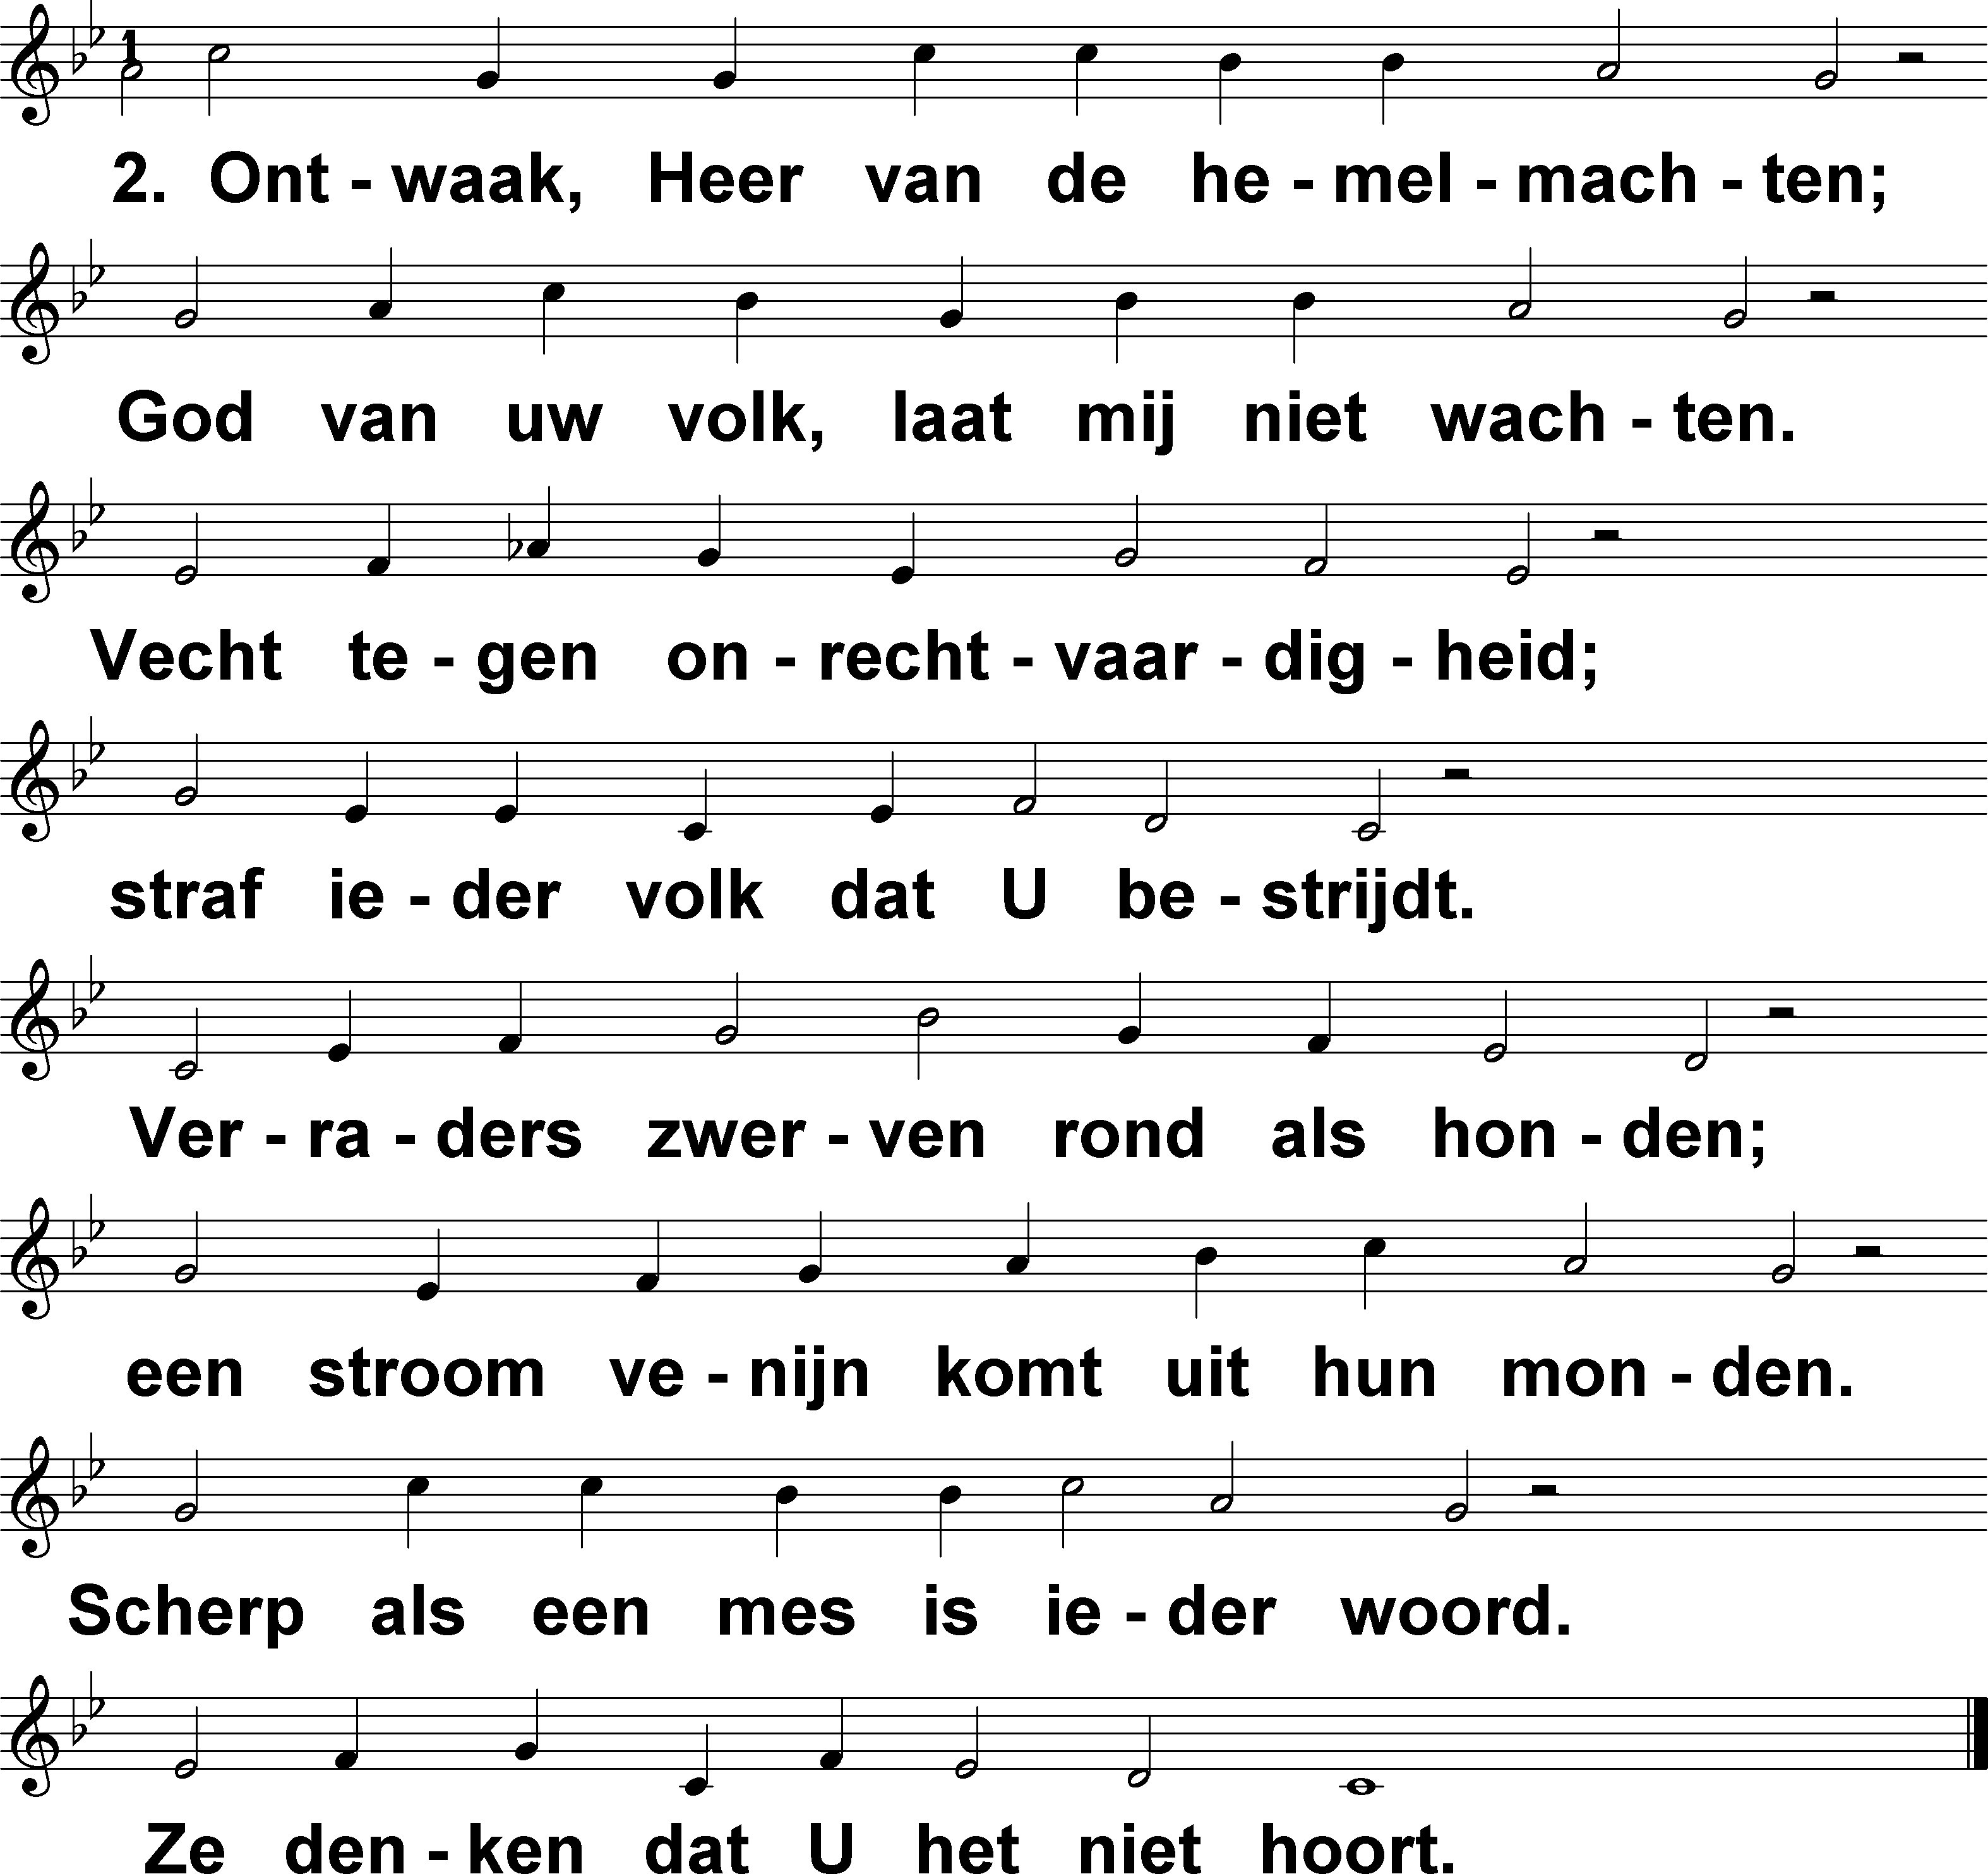 2. Ont - waak, Heer van de he - mel - mach - ten;
God van uw volk, laat mij niet wach - ten.
Vecht te - gen on - recht - vaar - dig - heid;
straf ie - der volk dat U be - strijdt.
Ver - ra - ders zwer - ven rond als hon - den;
een stroom ve - nijn komt uit hun mon - den.
Scherp als een mes is ie - der woord.
Ze den - ken dat U het niet hoort.